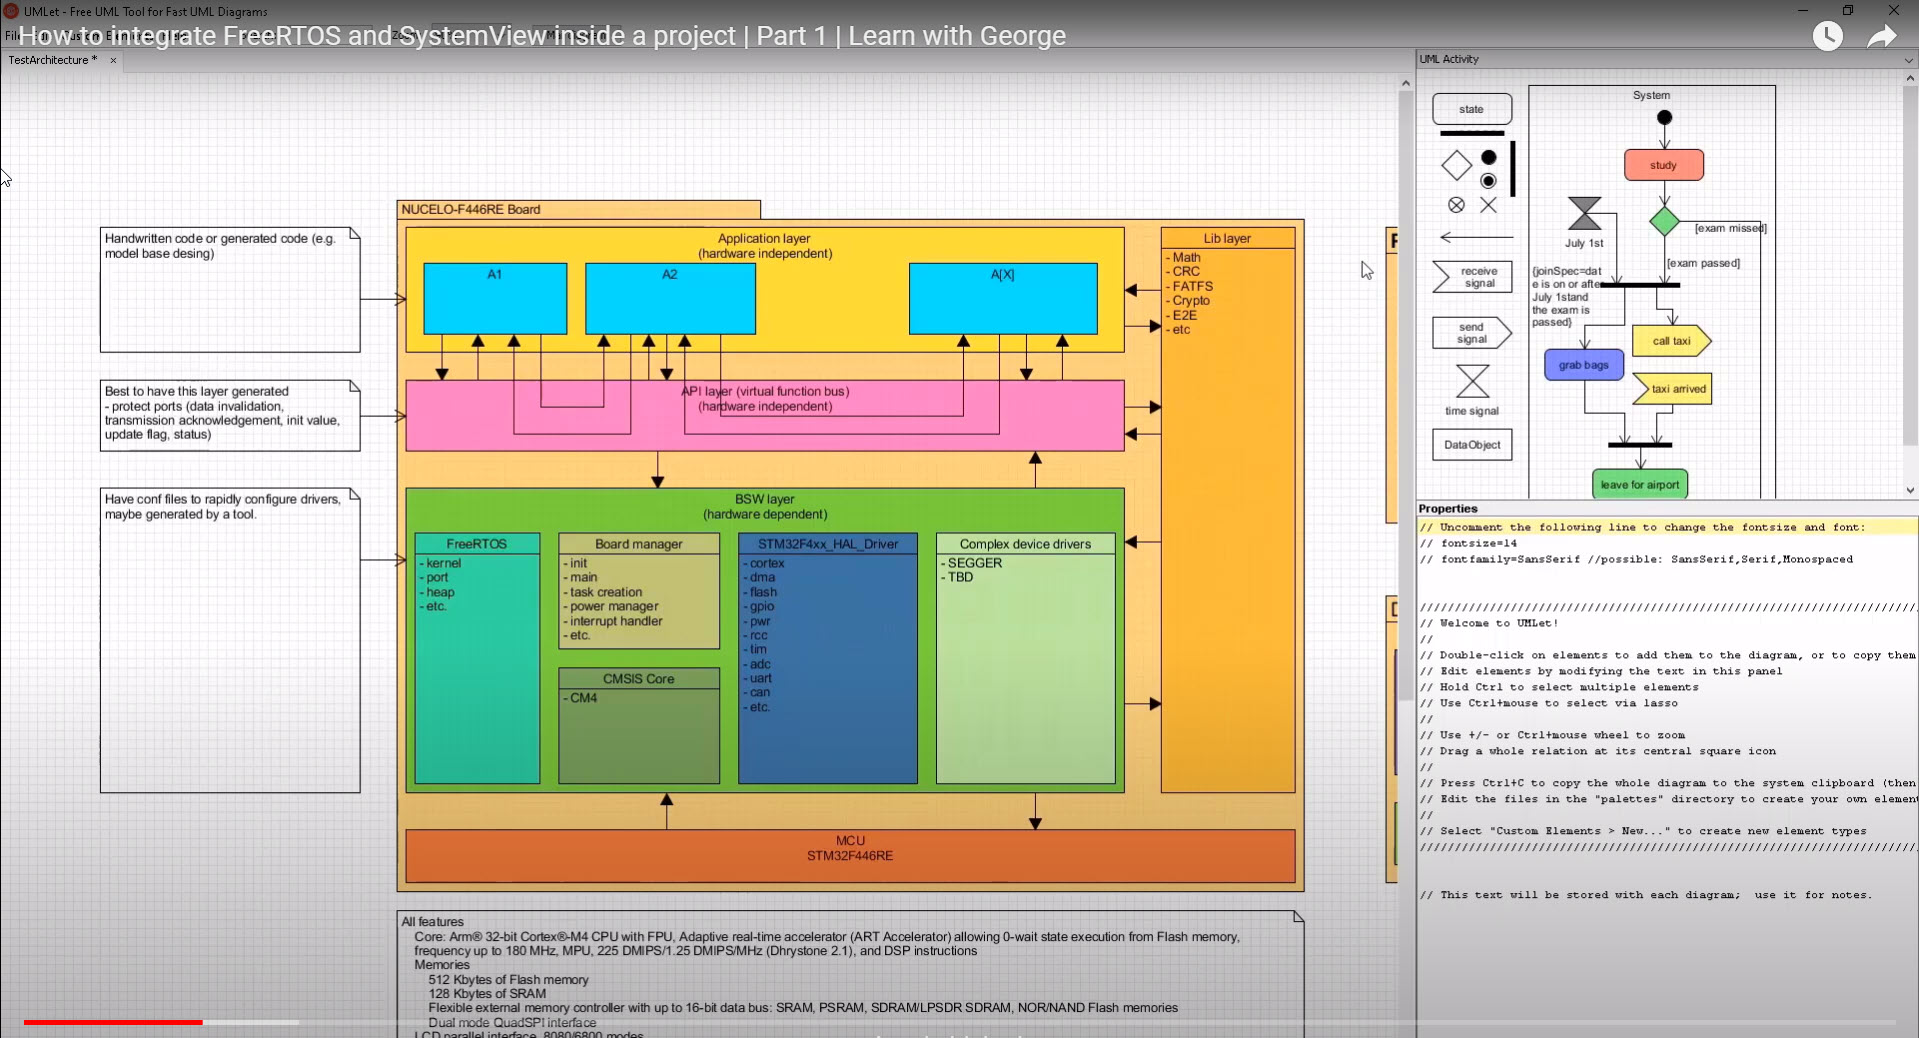 UMLet - Free UML Tool for Fast UML Diagrams
How to integrate FreeRTOS and SystemView inside a project | Part 1 | Learn with George
TestArchitecture *
Handwritten code or generated code (e.g.
model base desing)
Best to have this layer generated
- protect ports (data invalidation,
transmission acknowledgement, init value,
update flag, status)
Have conf files to rapidly configure drivers,
maybe generated by a tool.
NUCELO-F446RE Board
Application layer
(hardware independent)
A1
A2
A[X]
API layer (virtual function bus)
(hardware independent)
BSW layer
(hardware dependent)
FreeRTOS
- kernel
- port
- heap
- etc.
Board manager
- init
- main
- task creation
- power manager
- interrupt handler
- etc.
CMSIS Core
- CM4
STM32F4xx_HAL_Driver
- cortex
- dma
- flash
- gpio
- pwr
- rcc
- tim
- adc
- uart
- can
- etc.
Complex device drivers
- SEGGER
- TBD
Lib layer
- Math
- CRC
- FATFS
- Crypto
- E2E
- etc
MCU
STM32F446RE
All features
Core: Arm® 32-bit Cortex®-M4 CPU with FPU, Adaptive real-time accelerator (ART Accelerator) allowing 0-wait state execution from Flash memory,
frequency up to 180 MHz, MPU, 225 DMIPS/1.25 DMIPS/MHz (Dhrystone 2.1), and DSP instructions
Memories
512 Kbytes of Flash memory
128 Kbytes of SRAM
Flexible external memory controller with up to 16-bit data bus: SRAM, PSRAM, SDRAM/LPSDR SDRAM, NOR/NAND Flash memories
Dual mode QuadSPI interface
LCD parallel interface, 8080/6800 modes
UML Activity
state
receive
signal
send
signal
time signal
DataObject
System
study
July 1st
[exam missed]
[exam passed]
{joinSpec=dat
e is on or after
July 1stand
the exam is
passed}
call taxi
grab bags
taxi arrived
leave for airport
Properties
// Uncomment the following line to change the fontsize and font:
// fontsize=14
// fontfamily=SansSerif //possible: SansSerif,Serif,Monospaced
// Welcome to UMLet!
//
// Double-click on elements to add them to the diagram, or to copy them
// Edit elements by modifying the text in this panel
// Hold Ctrl to select multiple elements
// Use Ctrl+mouse to select via lasso
//
// Use +/- or Ctrl+mouse wheel to zoom
// Drag a whole relation at its central square icon
//
// Press Ctrl+C to copy the whole diagram to the system clipboard (then
// Edit the files in the "palettes" directory to create your own element
//
// Select "Custom Elements > New..." to create new element types
// This text will be stored with each diagram;  use it for notes.